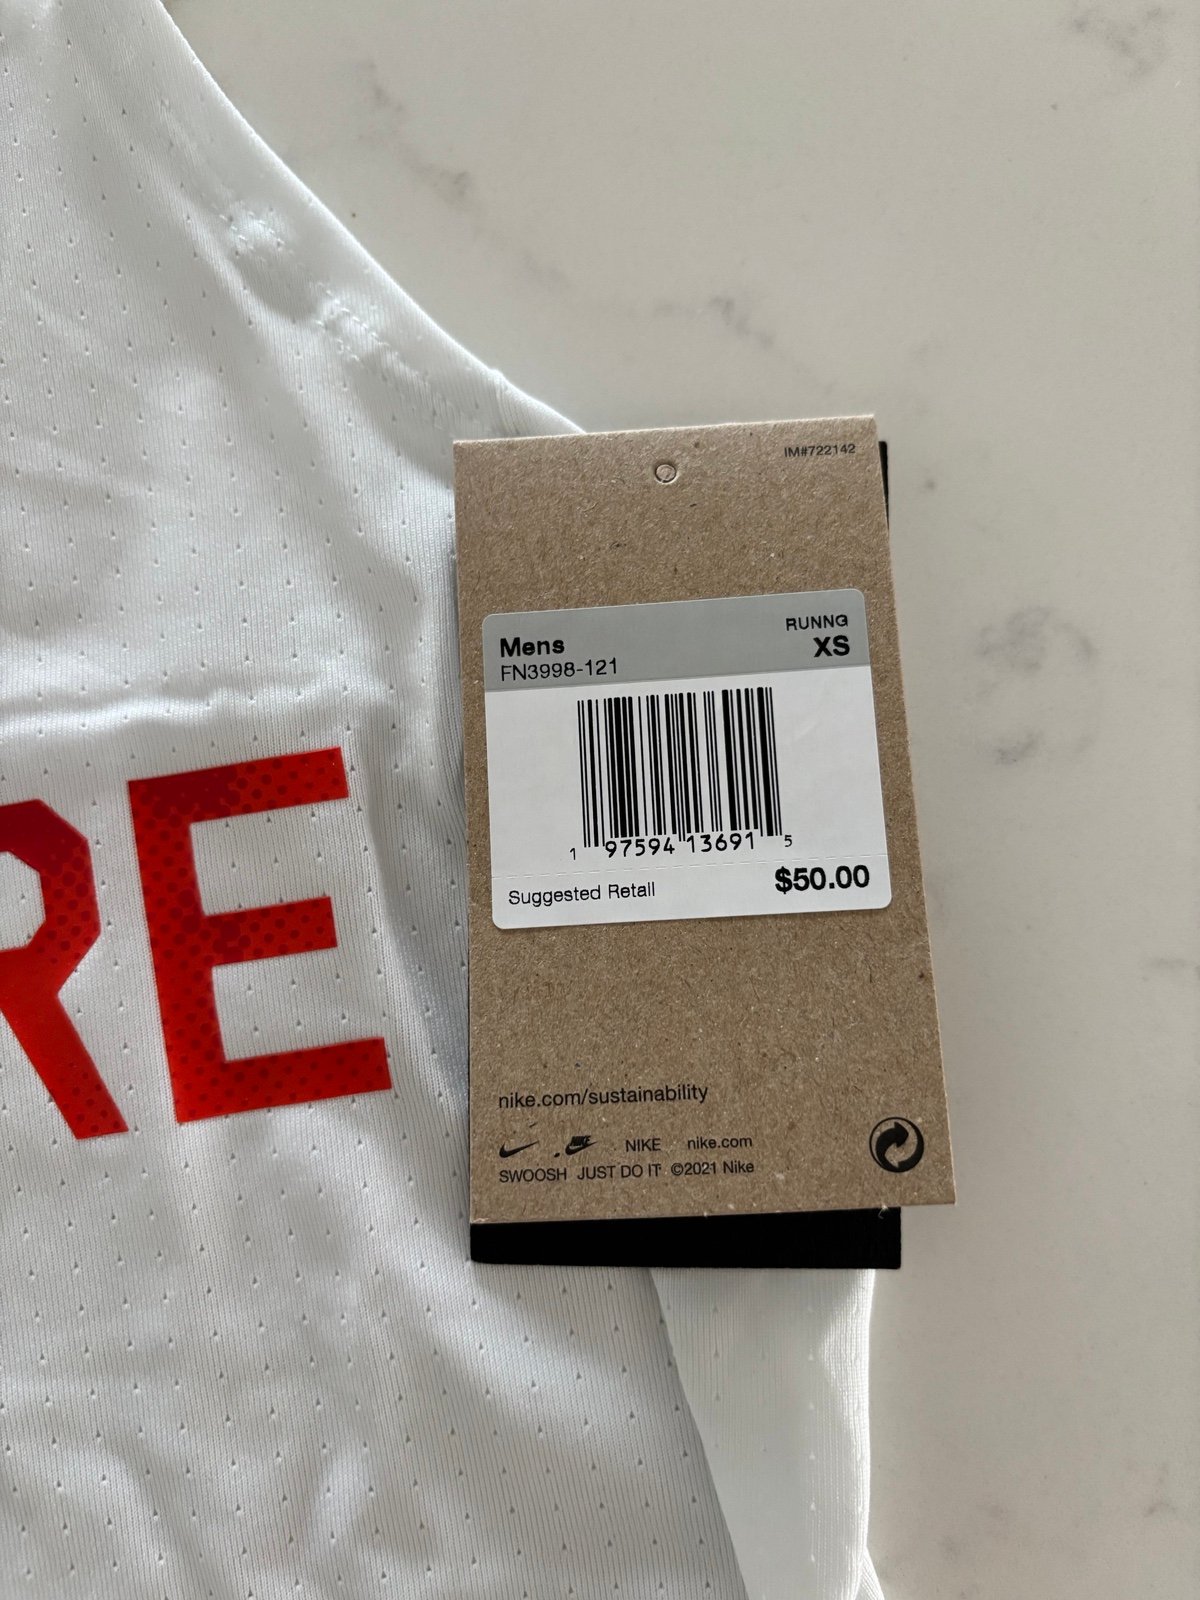 IM#722142
RUNNG
Mens XS
FN3998-121
1 97594 13691 5
Suggested Retail $50.00
RE
nike.com/sustainability
NIKE nike.com
SWOOSH JUST DO IT ©2021 Nike